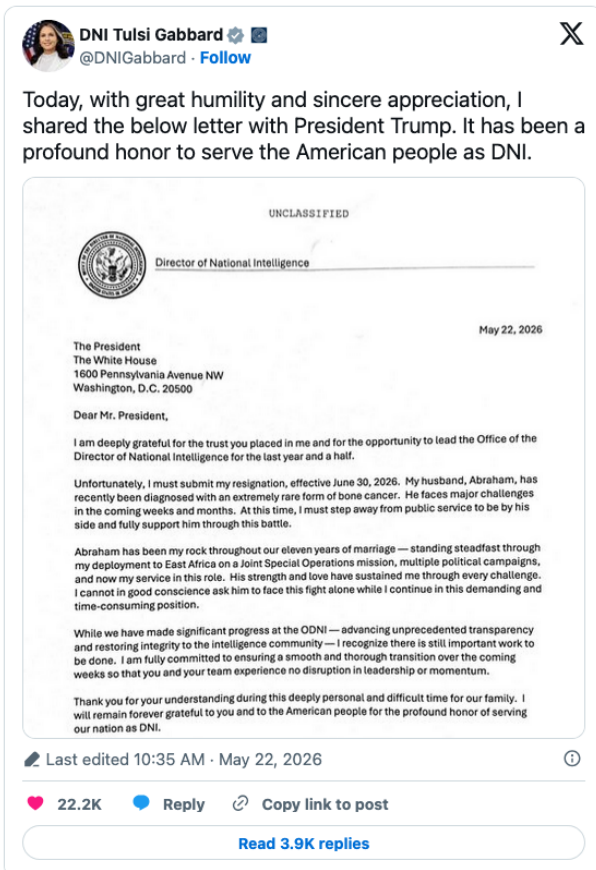 DNI Tulsi Gabbard
@DNIGabbard · Follow
X
Today, with great humility and sincere appreciation, I
shared the below letter with President Trump. It has been a
profound honor to serve the American people as DNI.
UNCLASSIFIED
Director of National Intelligence
May 22, 2026
The President
The White House
1600 Pennsylvania Avenue NW
Washington, D.C. 20500
Dear Mr. President,
I am deeply grateful for the trust you placed in me and for the opportunity to lead the Office of the
Director of National Intelligence for the last year and a half.
Unfortunately, I must submit my resignation, effective June 30, 2026. My husband, Abraham, has
recently been diagnosed with an extremely rare form of bone cancer. He faces major challenges
in the coming weeks and months. At this time, I must step away from public service to be by his
side and fully support him through this battle.
Abraham has been my rock throughout our eleven years of marriage — standing steadfast through
my deployment to East Africa on a Joint Special Operations mission, multiple political campaigns,
and now my service in this role. His strength and love have sustained me through every challenge.
I cannot in good conscience ask him to face this fight alone while I continue in this demanding and
time-consuming position.
While we have made significant progress at the ODNI — advancing unprecedented transparency
and restoring integrity to the intelligence community — I recognize there is still important work to
be done. I am fully committed to ensuring a smooth and thorough transition over the coming
weeks so that you and your team experience no disruption in leadership or momentum.
Thank you for your understanding during this deeply personal and difficult time for our family. I
will remain forever grateful to you and to the American people for the profound honor of serving
our nation as DNI.
Last edited 10:35 AM · May 22, 2026
22.2K Reply Copy link to post
Read 3.9K replies